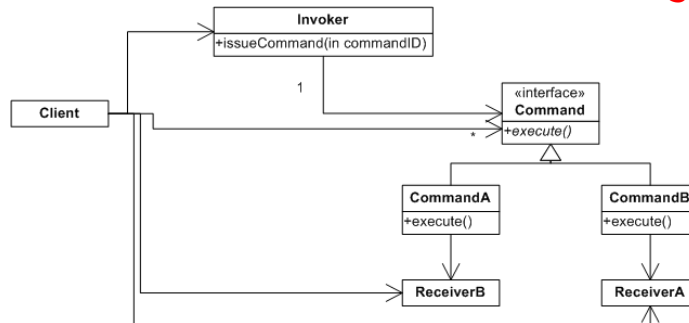 Invoker
+issueCommand(in commandID)
1
«interface»
Command
Client
+execute()
*
CommandA
CommandB
+execute()
+execute()
ReceiverB
ReceiverA